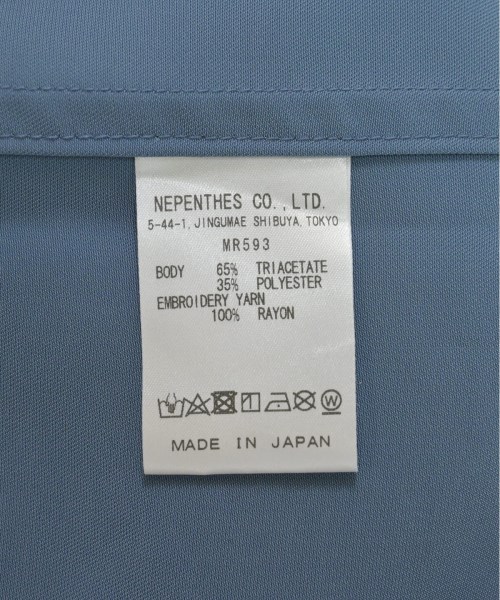 NEPENTHES CO.,LTD.
5-44-1, JINGUMAE SHIBUYA, TOKYO
MR593
BODY 65% TRIACETATE
35% POLYESTER
EMBROIDERY YARN
100% RAYON
W
MADE IN JAPAN